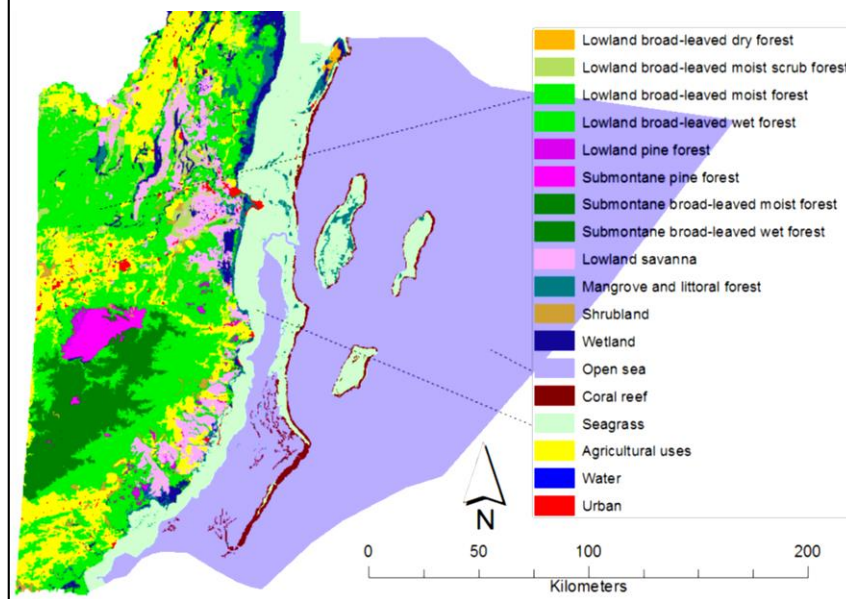 Lowland broad-leaved dry forest
Lowland broad-leaved moist scrub forest
Lowland broad-leaved moist forest
Lowland broad-leaved wet forest
Lowland pine forest
Submontane pine forest
Submontane broad-leaved moist forest
Submontane broad-leaved wet forest
Lowland savanna
Mangrove and littoral forest
Shrubland
Wetland
Open sea
Coral reef
Seagrass
Agricultural uses
Water
Urban
N
0 50 100 200
Kilometers